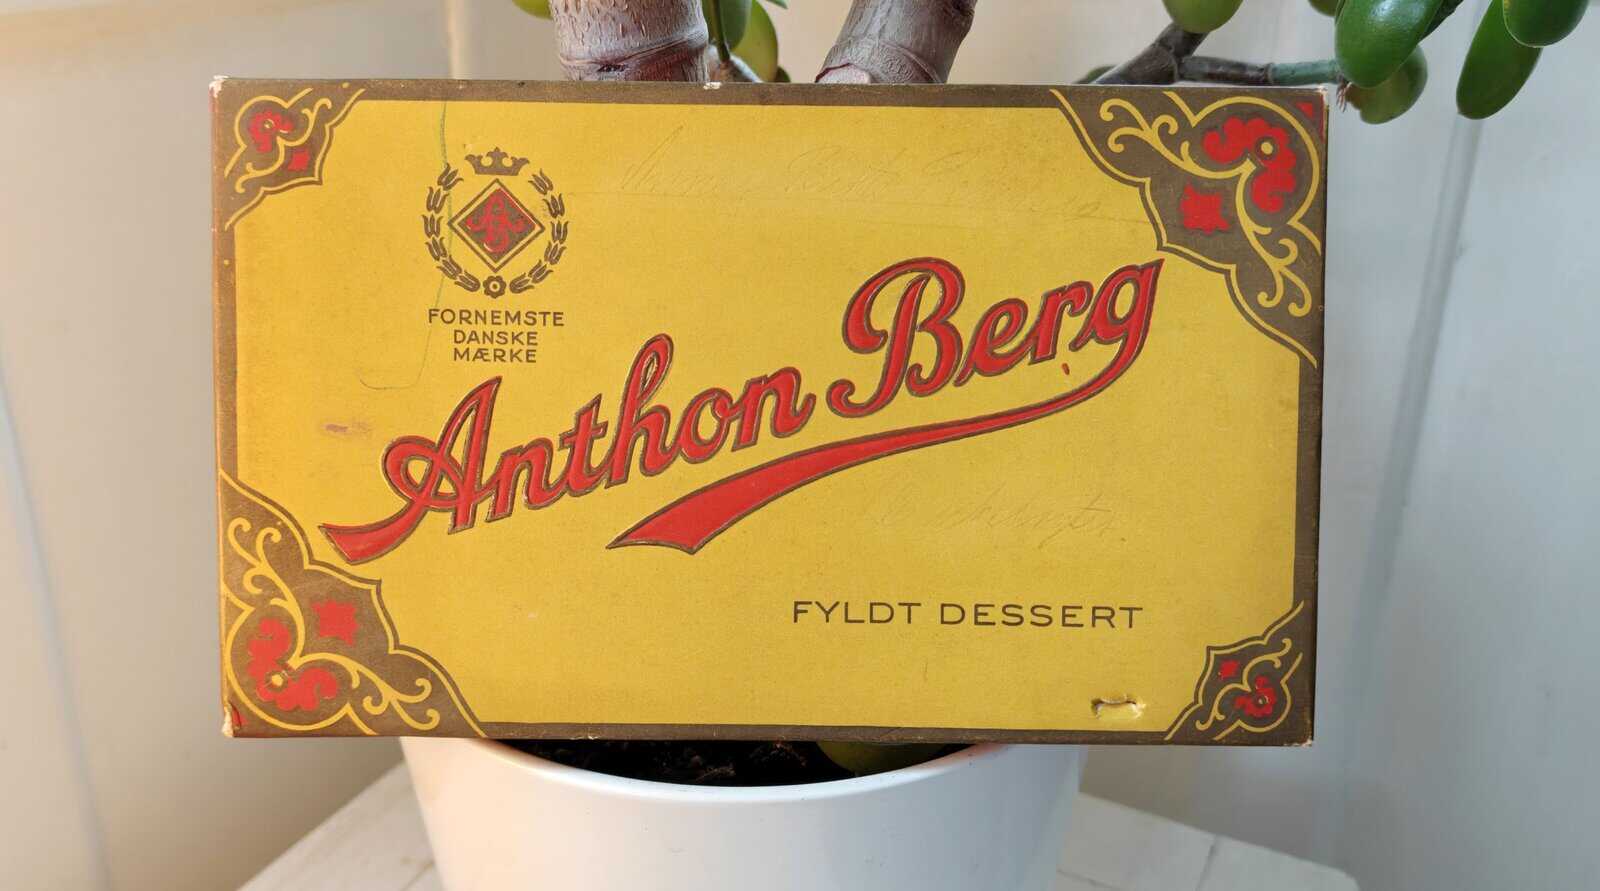 FORNEMSTE
DANSKE
MÆRKE
Anthon Berg
FYLDT DESSERT